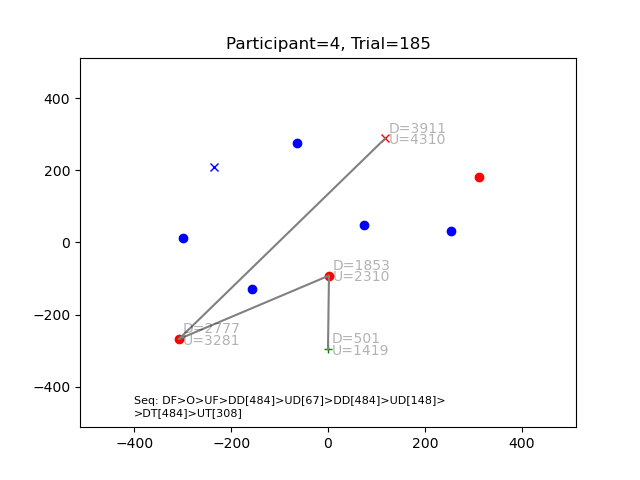 Participant=4, Trial=185
400
200
0
−200
−400
D=3911
U=4310
D=1853
U=2310
D=2777
U=3281
D=501
U=1419
Seq: DF>O>UF>DD[484]>UD[67]>DD[484]>UD[148]>
>DT[484]>UT[308]
−400 −200 0 200 400